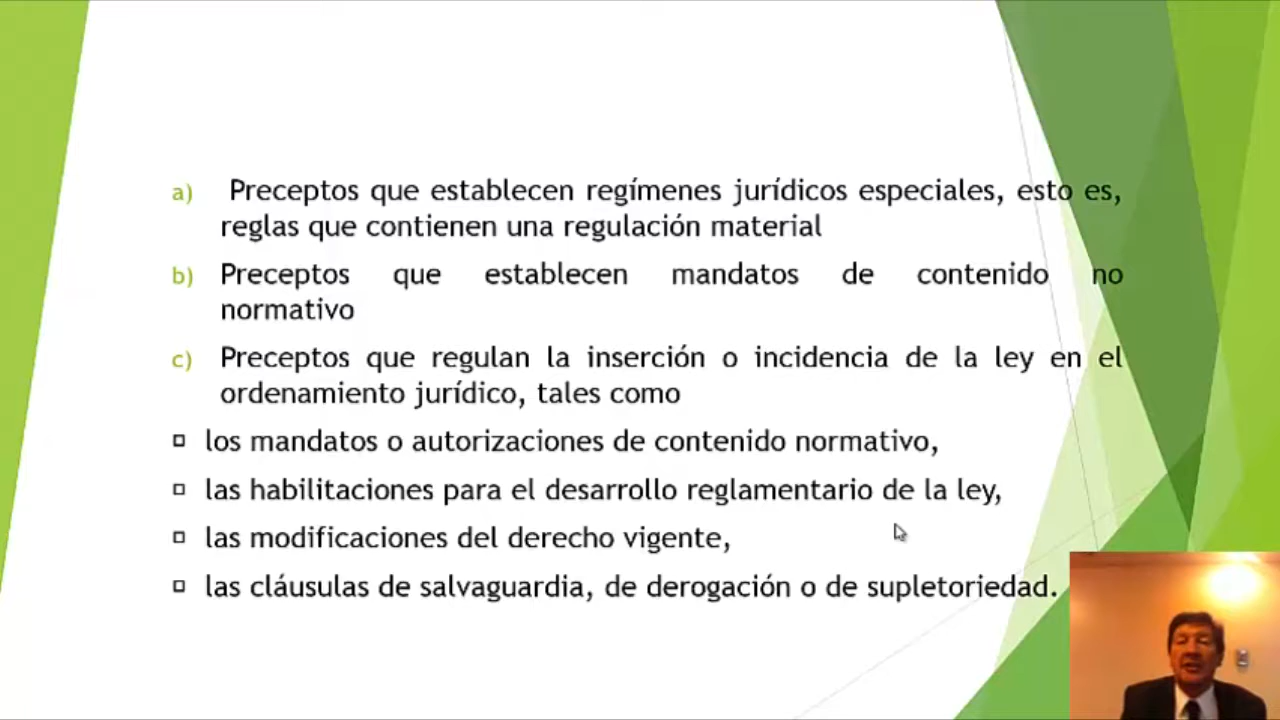 a) Preceptos que establecen regímenes jurídicos especiales, esto es,
reglas que contienen una regulación material
b) Preceptos que establecen mandatos de contenido no
normativo
c) Preceptos que regulan la inserción o incidencia de la ley en el
ordenamiento jurídico, tales como
los mandatos o autorizaciones de contenido normativo,
las habilitaciones para el desarrollo reglamentario de la ley,
las modificaciones del derecho vigente,
las cláusulas de salvaguardia, de derogación o de supletoriedad.